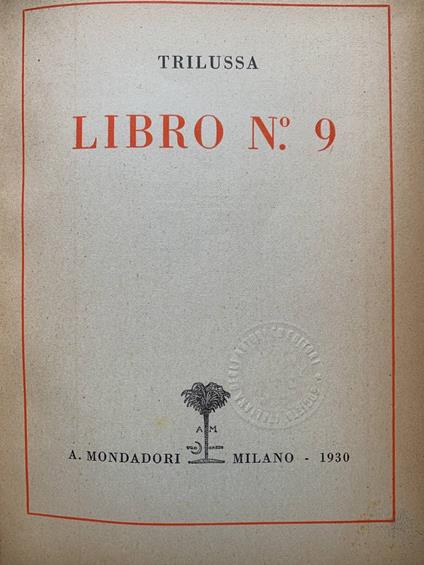 TRILUSSA
LIBRO N.º 9
A M
A. MONDADORI MILANO - 1930